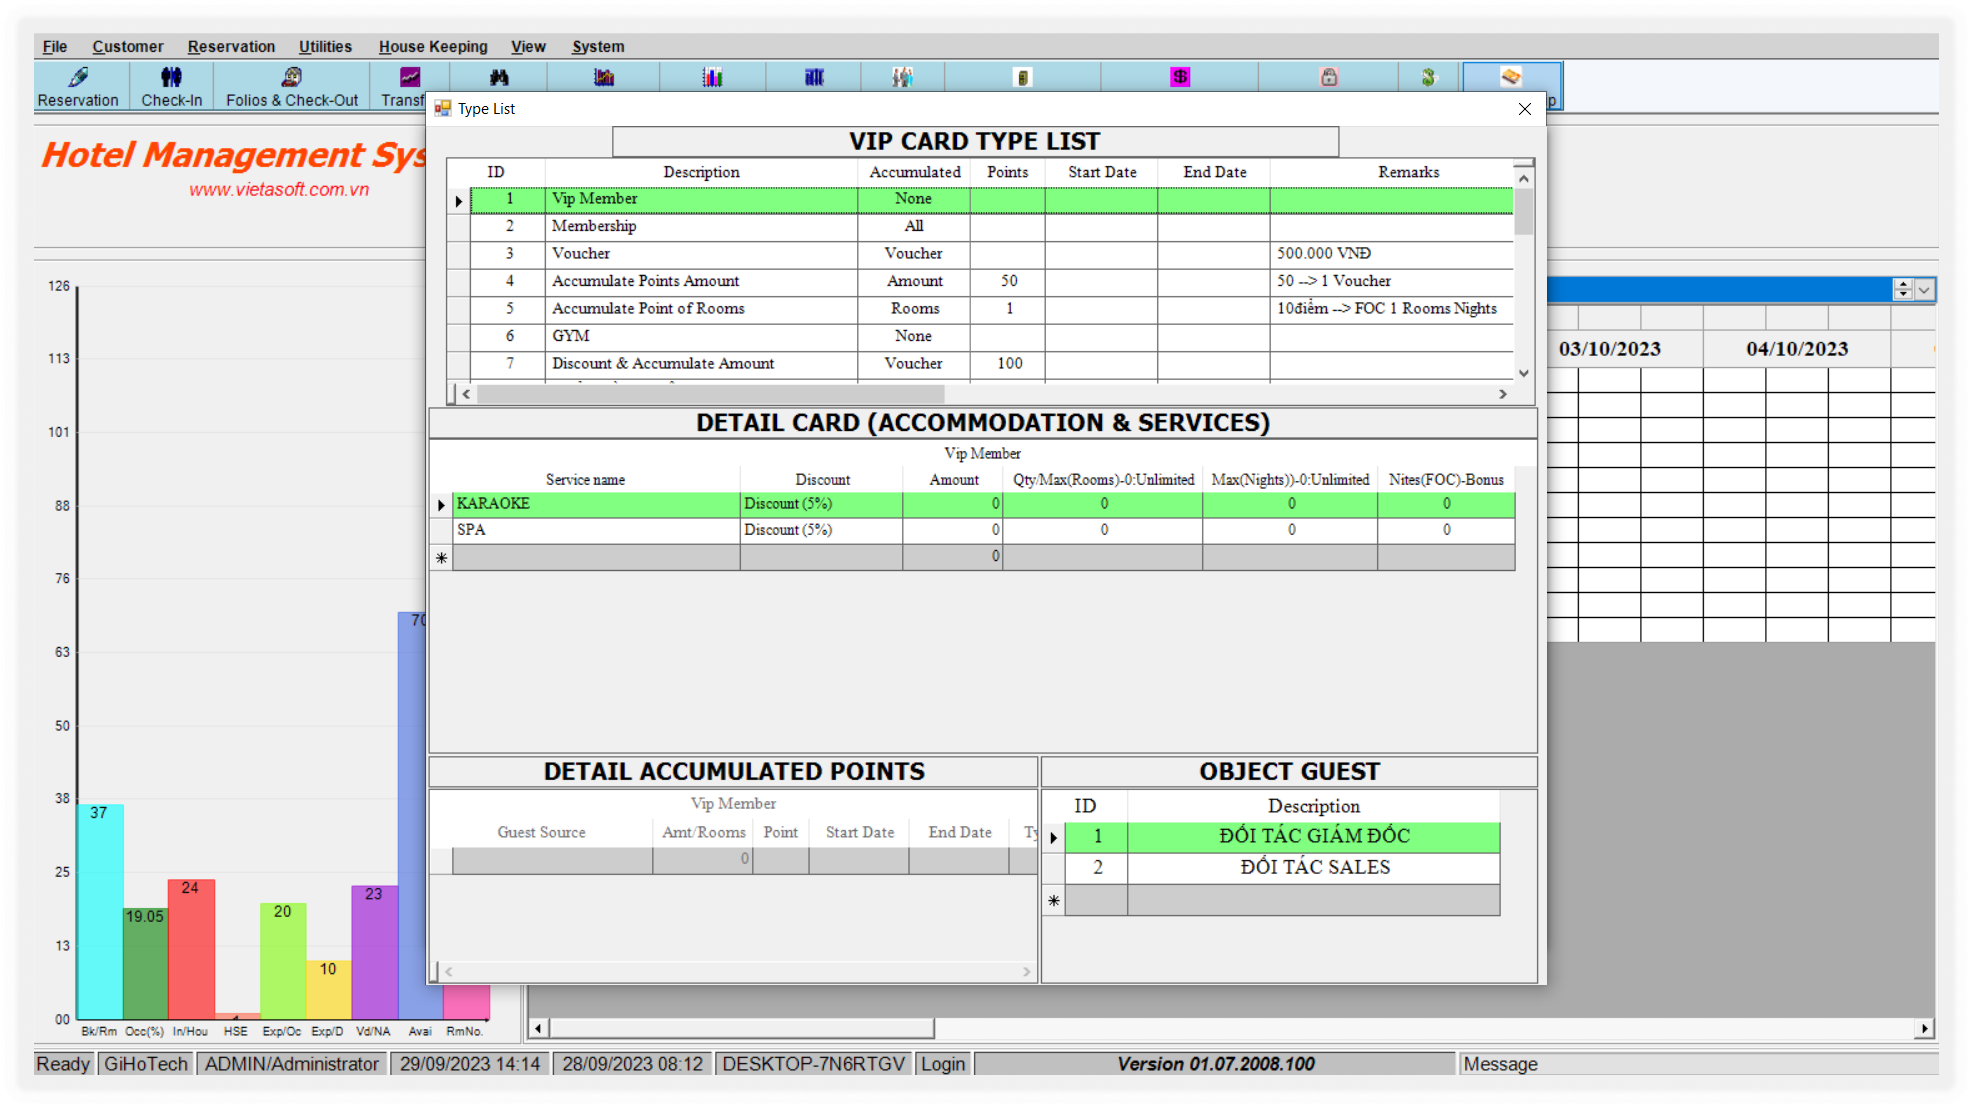 File Customer Reservation Utilities House Keeping View System
Reservation Check-In Folios & Check-Out Transf p
Hotel Management Sys
www.vietasoft.com.vn
Type List
VIP CARD TYPE LIST
ID Description Accumulated Points Start Date End Date Remarks
1 Vip Member None
2 Membership All
3 Voucher Voucher 500.000 VNĐ
4 Accumulate Points Amount Amount 50 50 --> 1 Voucher
5 Accumulate Point of Rooms Rooms 1 10điểm --> FOC 1 Rooms Nights
6 GYM None
7 Discount & Accumulate Amount Voucher 100
DETAIL CARD (ACCOMMODATION & SERVICES)
Vip Member
Service name Discount Amount Qty/Max(Rooms)-0:Unlimited Max(Nights))-0:Unlimited Nites(FOC)-Bonus
KARAOKE Discount (5%) 0 0 0 0
SPA Discount (5%) 0 0 0 0
0
DETAIL ACCUMULATED POINTS
Vip Member
Guest Source Amt/Rooms Point Start Date End Date Ty
0
OBJECT GUEST
ID Description
1 ĐỐI TÁC GIÁM ĐỐC
2 ĐỐI TÁC SALES
03/10/2023 04/10/2023
126
113
101
88
76
63
50
38
25
13
00
37 19.05 24 20 10 23 70
Bk/Rm Occ(%) In/Hou HSE Exp/Oc Exp/D Vd/NA Avai RmNo.
Ready GiHoTech ADMIN/Administrator 29/09/2023 14:14 28/09/2023 08:12 DESKTOP-7N6RTGV Login Version 01.07.2008.100 Message